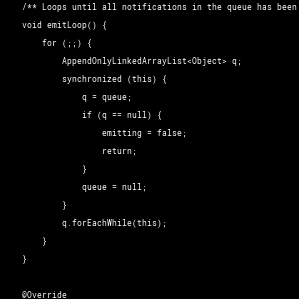 /** Loops until all notifications in the queue has been
void emitLoop() {
for (;;) {
AppendOnlyLinkedArrayList<Object> q;
synchronized (this) {
q = queue;
if (q == null) {
emitting = false;
return;
}
queue = null;
}
q.forEachWhile(this);
}
}
@Override